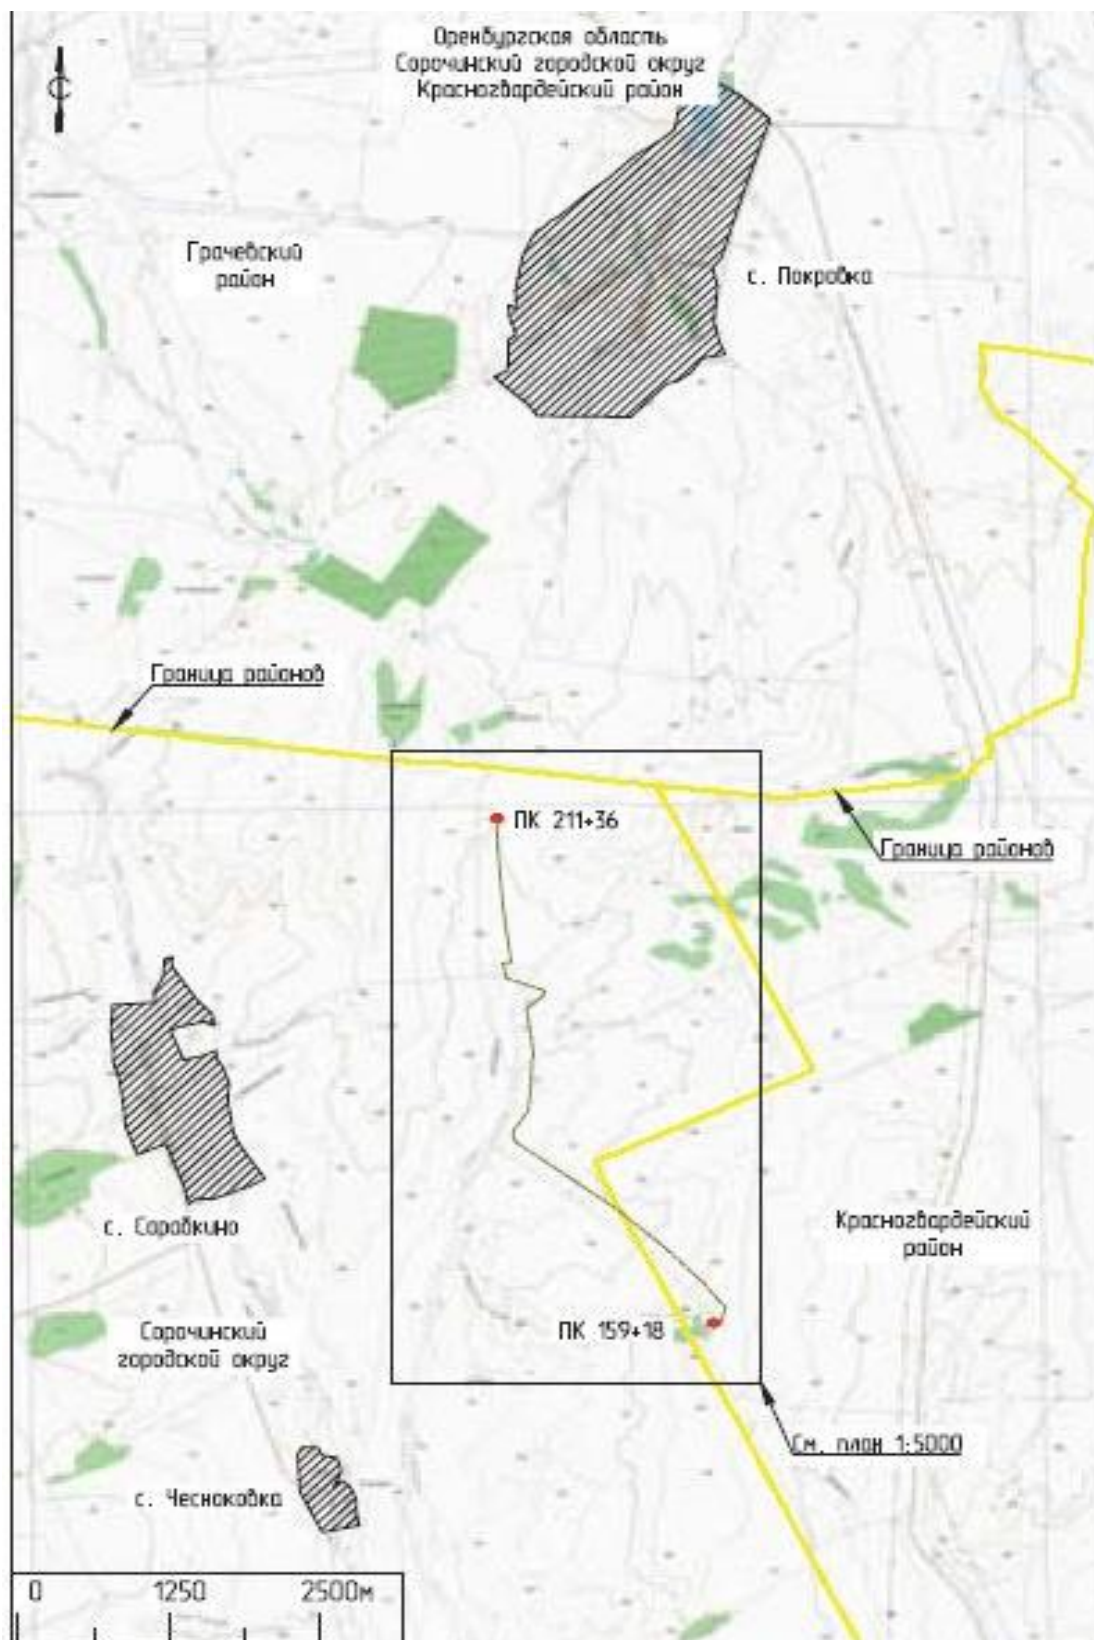 Оренбургская область
Сорочинский городской округ
Красногвардейский район
С
Грачевский
район
с. Покровка
Граница районов
ПК 211+36
Граница районов
с. Саровкино
Красногвардейский
район
ПК 159+18
Сорочинский
городской округ
См. план 1:5000
с. Чесноковка
0 1250 2500м